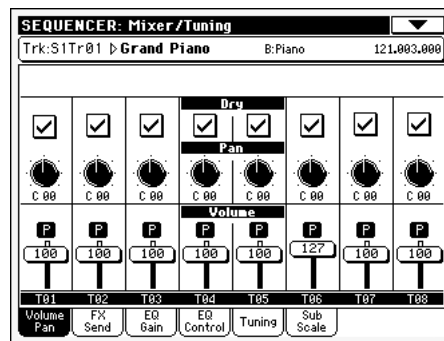 SEQUENCER: Mixer/Tuning
Trk:S1Tr01 Grand Piano B:Piano 121.003.000
Dry
Pan
C 00 C 00 C 00 C 00 C 00 C 00 C 00 C 00
Volume
P P P P P P P P
100 100 100 100 100 127 100 100
T01 T02 T03 T04 T05 T06 T07 T08
Volume Pan FX Send EQ Gain EQ Control Tuning Sub Scale